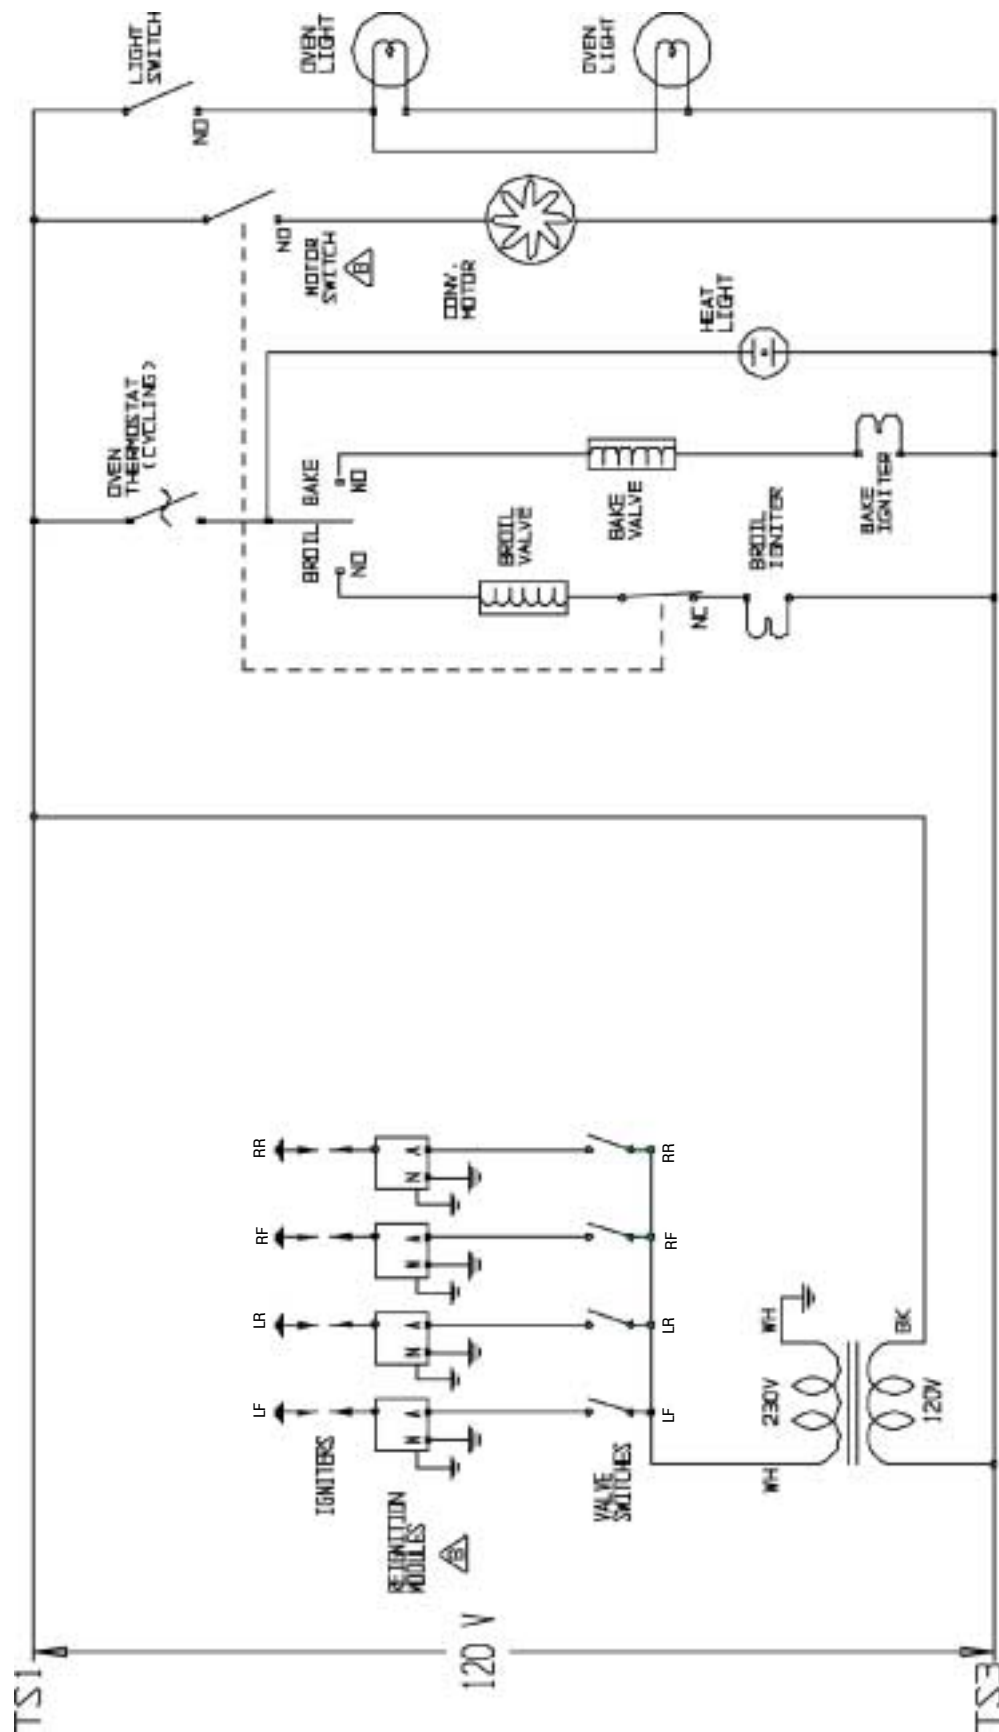 TS1
120 V
TS3
REIGNITION
MODULES
B
IGNITERS
LF
LR
RF
RR
N
A
N
A
N
A
N
A
VALVE
SWITCHES
LF
LR
RF
RR
WH
230V
WH
120V
BK
OVEN
THERMOSTAT
(CYCLING)
BROIL
BAKE
NO
NO
BROIL
VALVE
NC
BROIL
IGNITER
BAKE
VALVE
BAKE
IGNITER
HEAT
LIGHT
NO
MOTOR
SWITCH
B
CONV.
MOTOR
LIGHT
SWITCH
NO
OVEN
LIGHT
OVEN
LIGHT